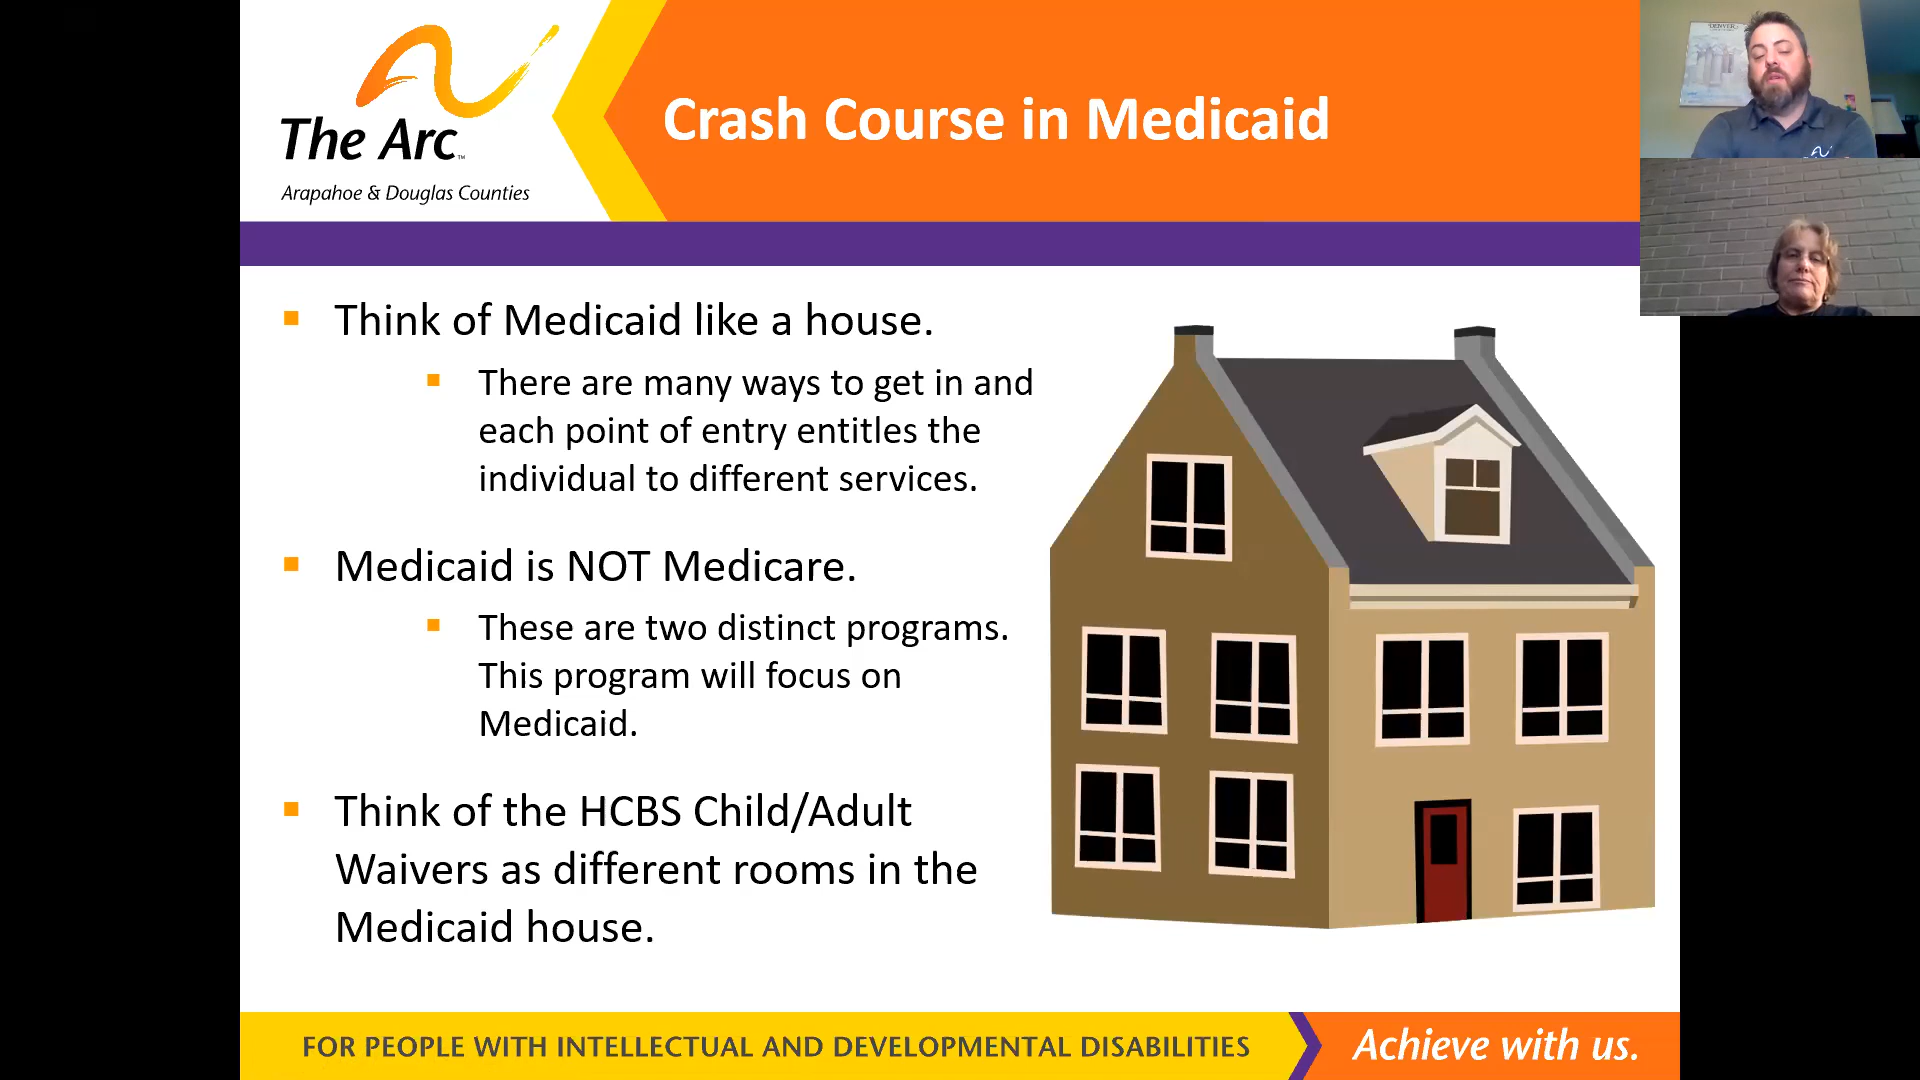 The Arc™
Arapahoe & Douglas Counties
Crash Course in Medicaid
DENVER
Think of Medicaid like a house.
There are many ways to get in and
each point of entry entitles the
individual to different services.
Medicaid is NOT Medicare.
These are two distinct programs.
This program will focus on
Medicaid.
Think of the HCBS Child/Adult
Waivers as different rooms in the
Medicaid house.
FOR PEOPLE WITH INTELLECTUAL AND DEVELOPMENTAL DISABILITIES
Achieve with us.